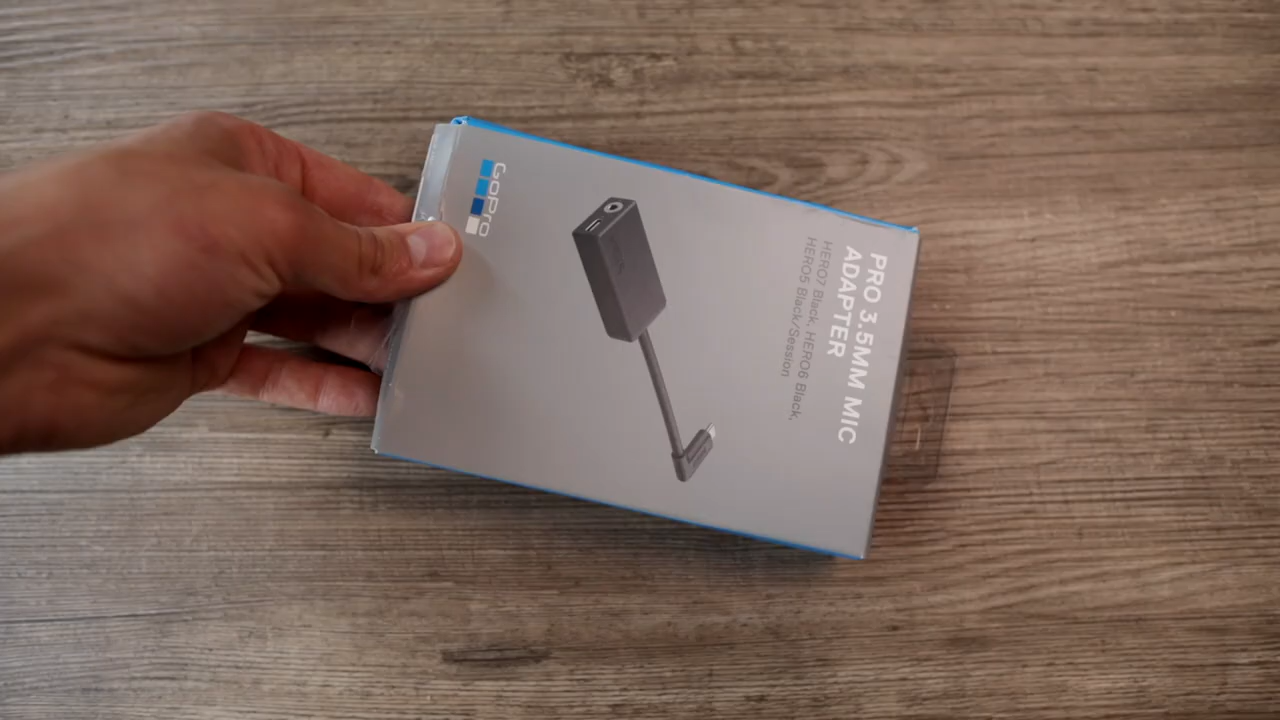 PRO 3.5MM MIC
ADAPTER
HERO7 Black, HERO6 Black,
HERO5 Black/Session
GoPro